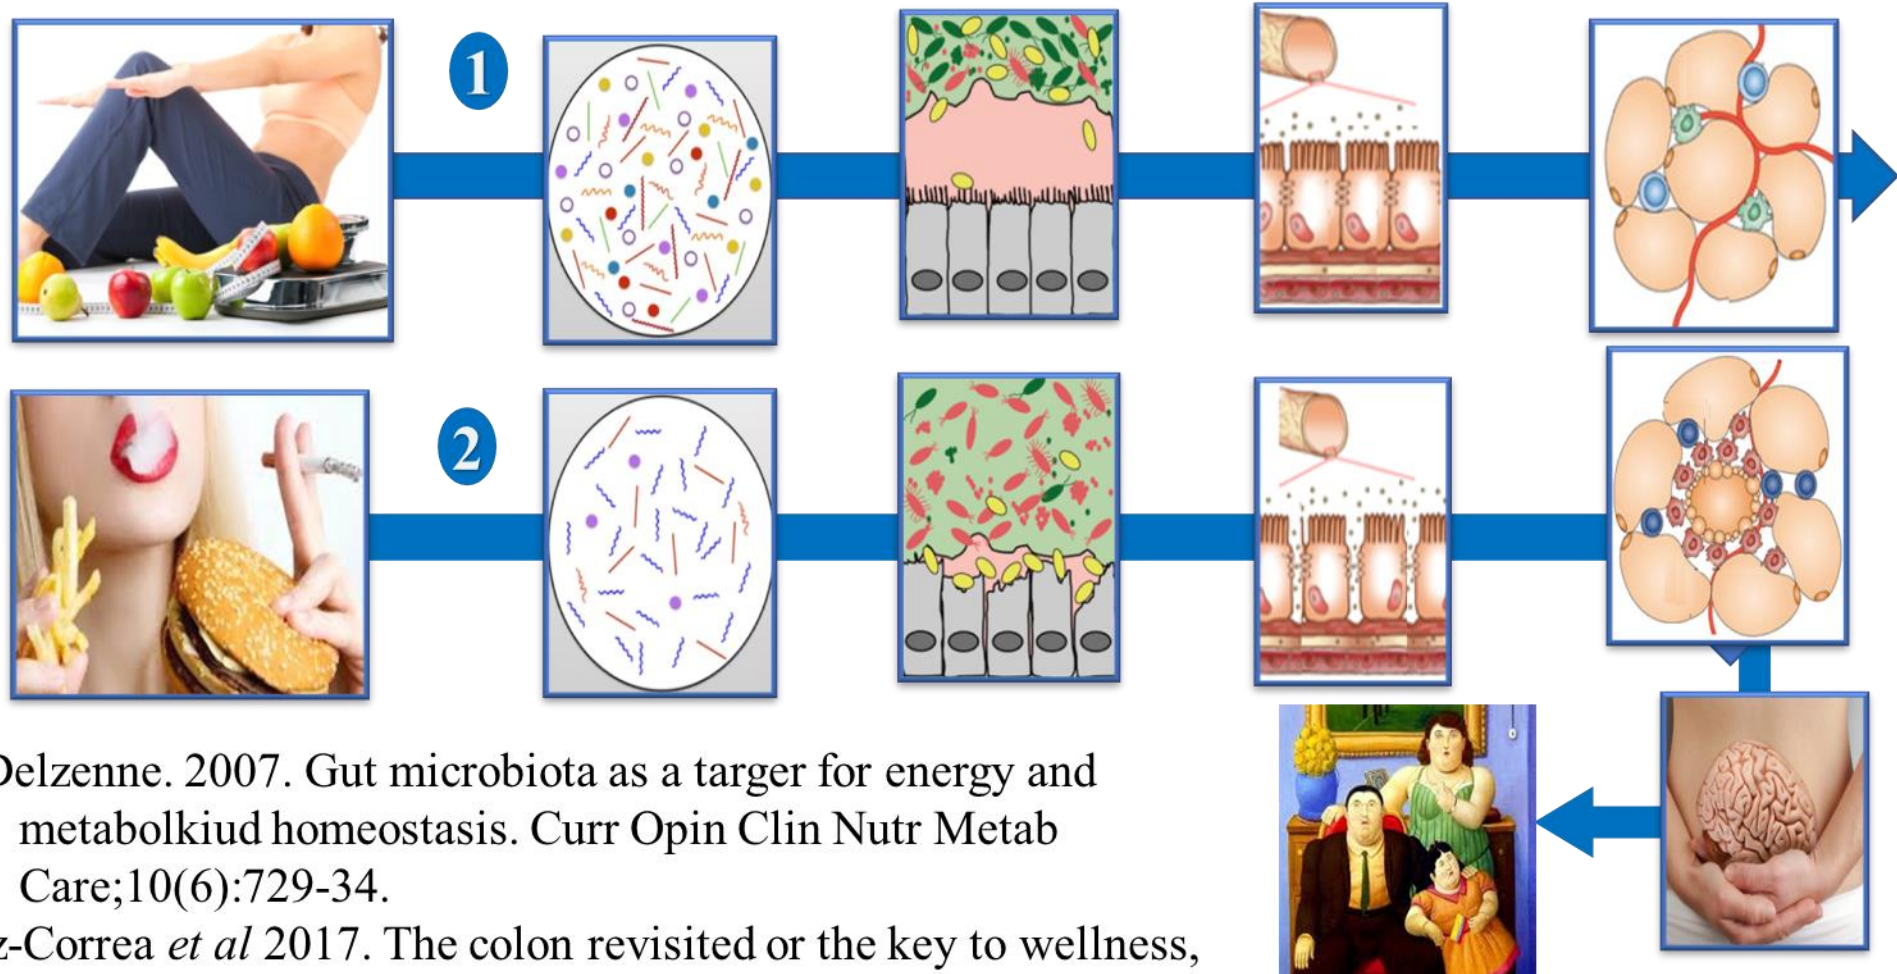 1
2
Delzenne. 2007. Gut microbiota as a targer for energy and
metabolkiud homeostasis. Curr Opin Clin Nutr Metab
Care;10(6):729-34.
z-Correa et al 2017. The colon revisited or the key to wellness,